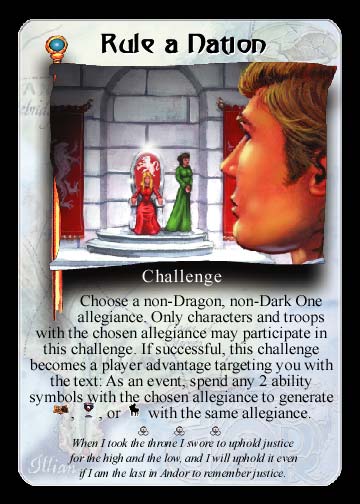 Rule a Nation
Challenge
Choose a non-Dragon, non-Dark One
allegiance. Only characters and troops
with the chosen allegiance may participate in
this challenge. If successful, this challenge
becomes a player advantage targeting you with
the text: As an event, spend any 2 ability
symbols with the chosen allegiance to generate
, , or with the same allegiance.
When I took the throne I swore to uphold justice
for the high and the low, and I will uphold it even
if I am the last in Andor to remember justice.
Illian